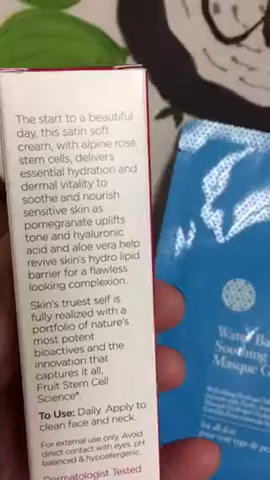 The start to a beautiful
day, this satin soft
cream, with alpine rose
stem cells, delivers
essential hydration and
dermal vitality to
soothe and nourish
sensitive skin as
pomegranate uplifts
tone and hyaluronic
acid and aloe vera help
revive skin's hydro lipid
barrier for a flawless
looking complexion.
Skin's truest self is
fully realized with a
portfolio of nature's
most potent
bioactives and the
innovation that
captures it all,
Fruit Stem Cell
Science®.
To Use: Daily. Apply to
clean face and neck.
For external use only. Avoid
direct contact with eyes. pH
balanced & hypoallergenic.
Dermatologist Tested
Water
Soothing
Masque